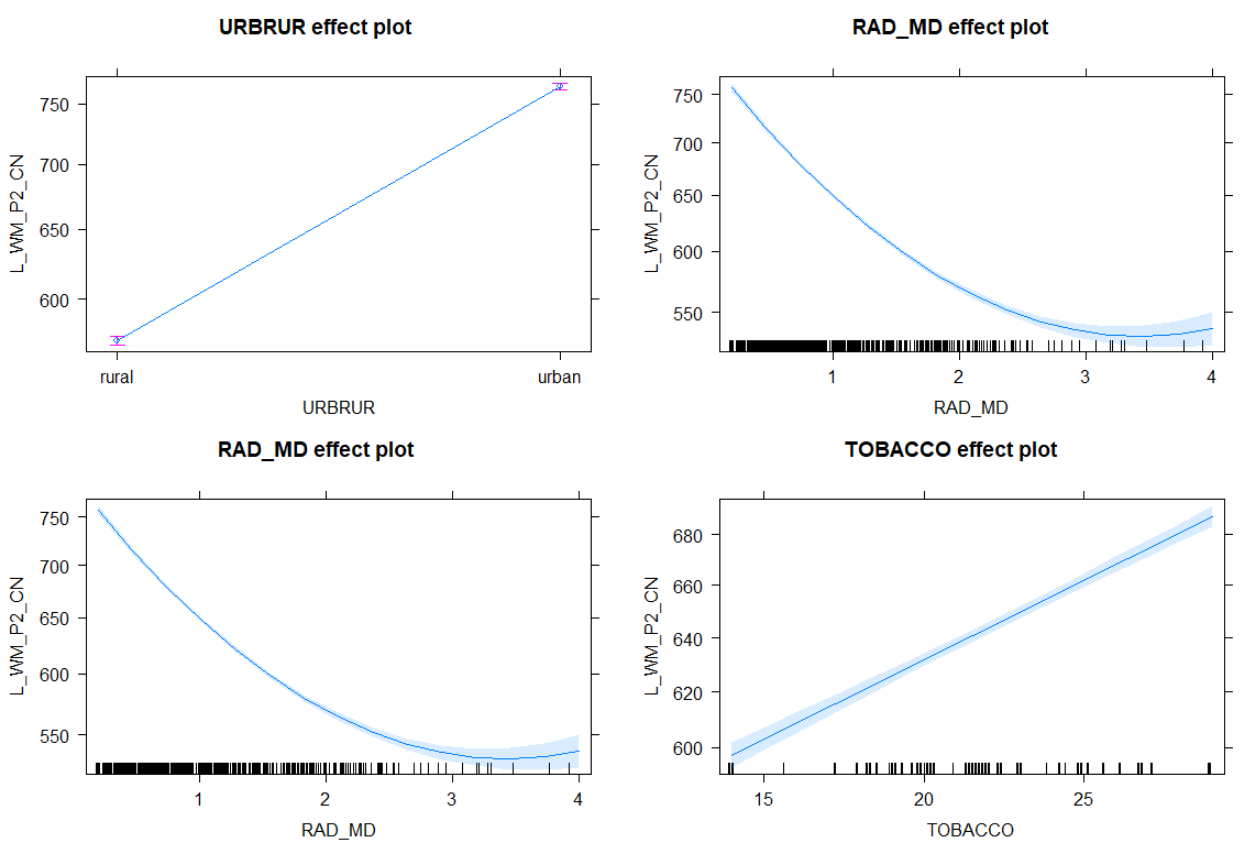 URBRUR effect plot
L_WM_P2_CN
750
700
650
600
rural
urban
URBRUR
RAD_MD effect plot
L_WM_P2_CN
750
700
650
600
550
1
2
3
4
RAD_MD
RAD_MD effect plot
L_WM_P2_CN
750
700
650
600
550
1
2
3
4
RAD_MD
TOBACCO effect plot
L_WM_P2_CN
680
660
640
620
600
15
20
25
TOBACCO